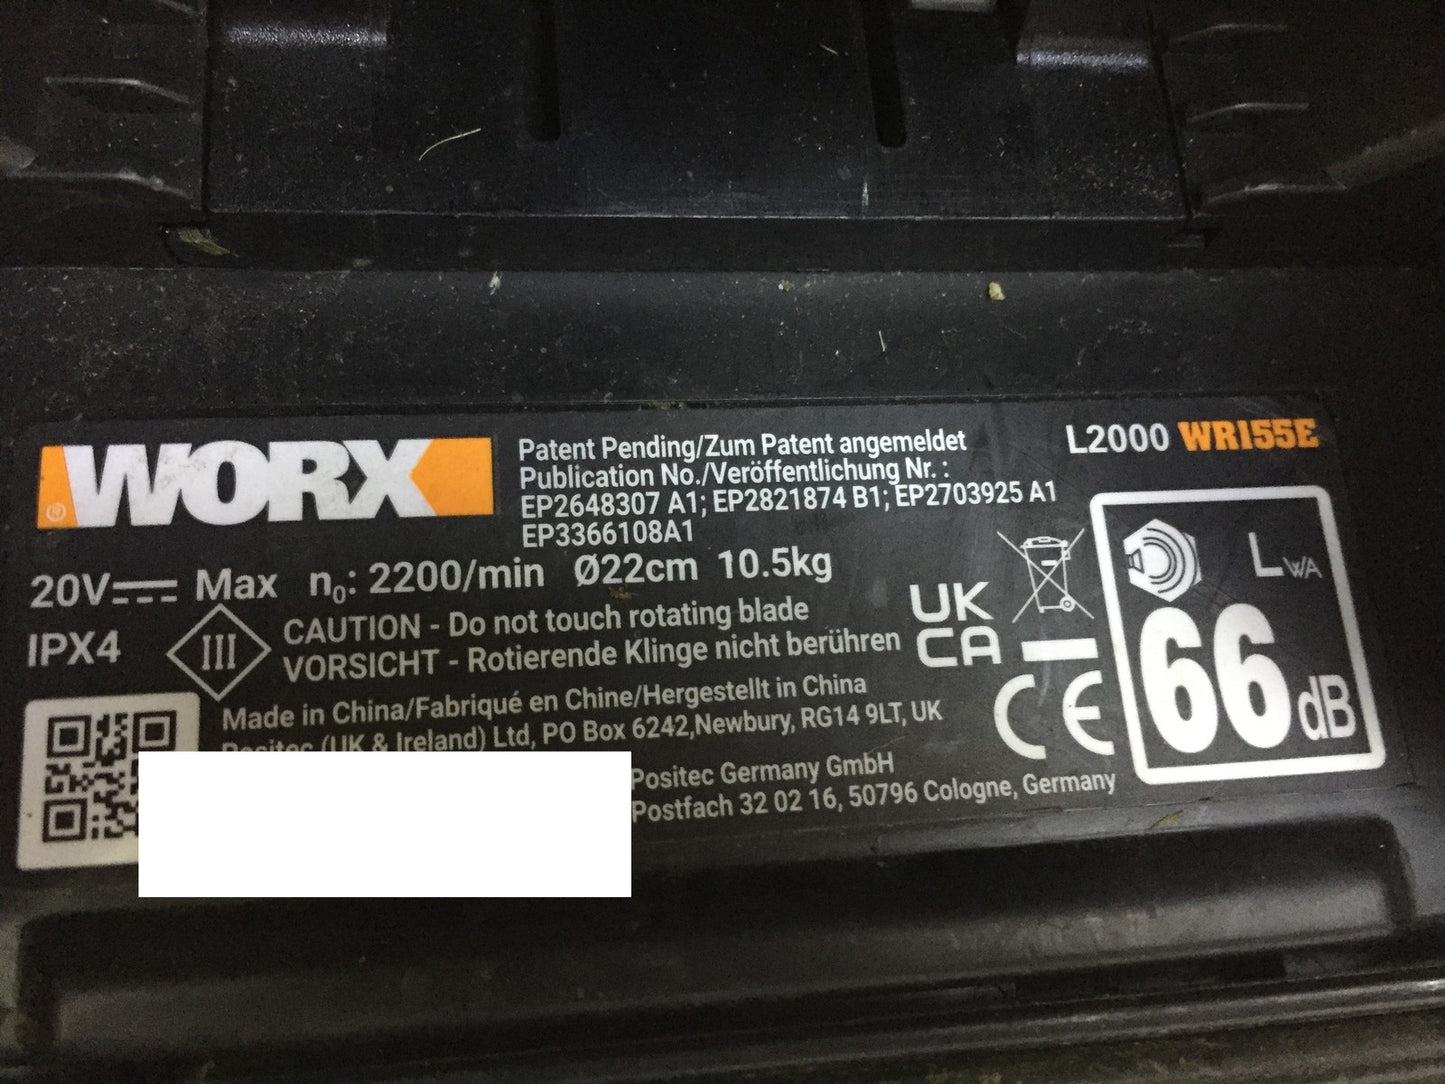 WORX ®
Patent Pending/Zum Patent angemeldet
Publication No./Veröffentlichung Nr. :
EP2648307 A1; EP2821874 B1; EP2703925 A1
EP3366108A1
L2000 WR155E
20V Max n0: 2200/min Ø22cm 10.5kg
IPX4
III
CAUTION - Do not touch rotating blade
VORSICHT - Rotierende Klinge nicht berühren
UK
CA
CE
LWA
66dB
Made in China/Fabriqué en Chine/Hergestellt in China
Positec (UK & Ireland) Ltd, PO Box 6242,Newbury, RG14 9LT, UK
Positec Germany GmbH
Postfach 32 02 16, 50796 Cologne, Germany